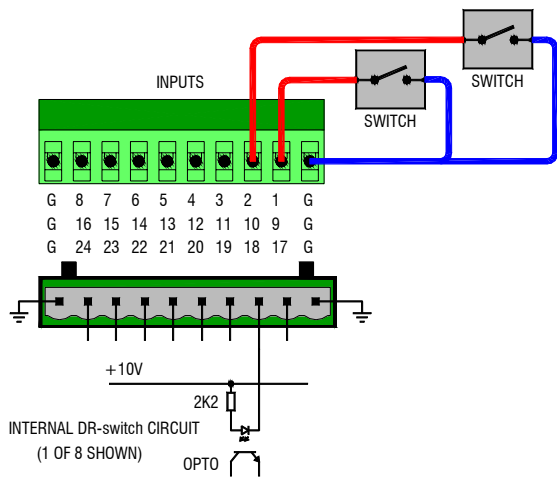 SWITCH
INPUTS
SWITCH
G 8 7 6 5 4 3 2 1 G
G 16 15 14 13 12 11 10 9 G
G 24 23 22 21 20 19 18 17 G
+10V
2K2
INTERNAL DR-switch CIRCUIT
(1 OF 8 SHOWN)
OPTO